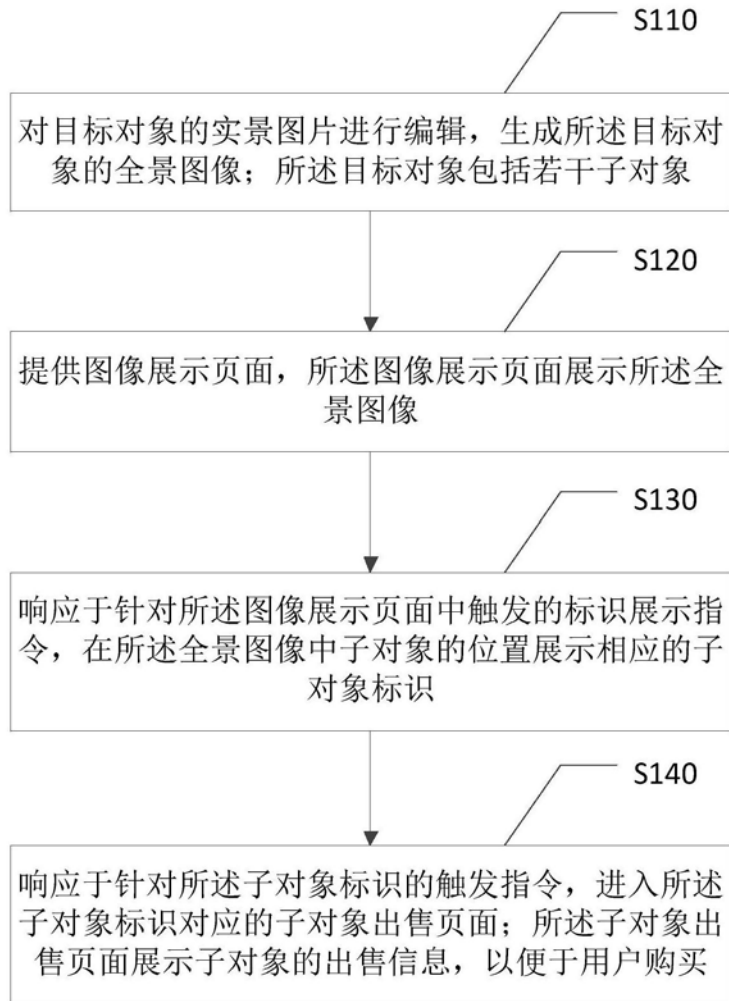 S110
对目标对象的实景图片进行编辑，生成所述目标对
象的全景图像；所述目标对象包括若干子对象
S120
提供图像展示页面，所述图像展示页面展示所述全
景图像
S130
响应于针对所述图像展示页面中触发的标识展示指
令，在所述全景图像中子对象的位置展示相应的子
对象标识
S140
响应于针对所述子对象标识的触发指令，进入所述
子对象标识对应的子对象出售页面；所述子对象出
售页面展示子对象的出售信息，以便于用户购买